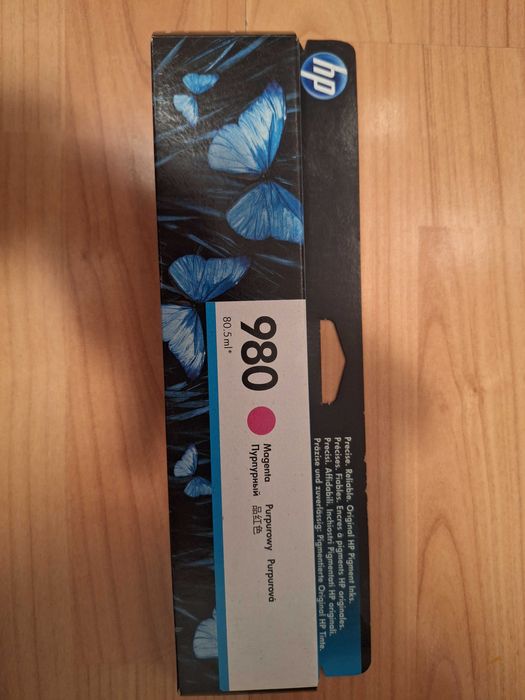 hp
Precise. Reliable. Original HP Pigment Inks.
Précises. Fiables. Encres à pigments HP originales.
Precisi. Affidabili. Inchiostri Pigmentati HP originali.
Präzise und zuverlässig: Pigmentierte Original HP Tinte.
980
80.5ml*
Magenta Purpurowy Purpurová
Пурпурный 品红色